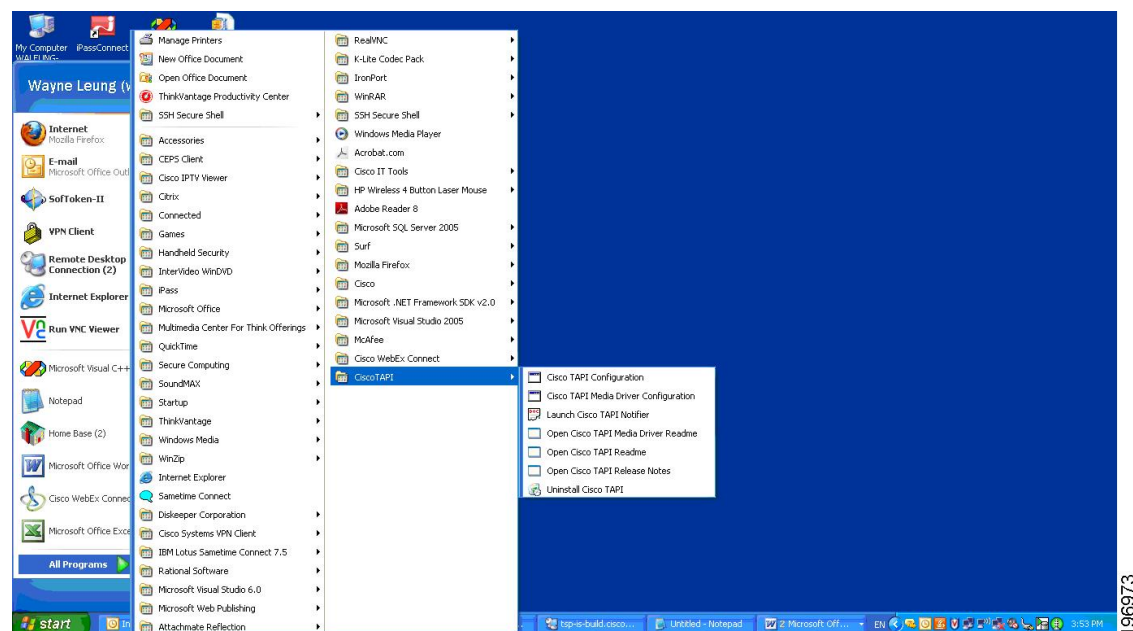 My Computer
iPassConnect
WALEUNG-
Wayne Leung (w
Internet
Mozilla Firefox
E-mail
Microsoft Office Outl
SofToken-II
VPN Client
Remote Desktop
Connection (2)
Internet Explorer
Run VNC Viewer
Microsoft Visual C++
Notepad
Home Base (2)
Microsoft Office Wor
Cisco WebEx Connec
Microsoft Office Exce
All Programs
Manage Printers
New Office Document
Open Office Document
ThinkVantage Productivity Center
SSH Secure Shell
Accessories
CEPS Client
Cisco IPTV Viewer
Citrix
Connected
Games
Handheld Security
InterVideo WinDVD
iPass
Microsoft Office
Multimedia Center For Think Offerings
QuickTime
Secure Computing
SoundMAX
Startup
ThinkVantage
Windows Media
WinZip
Internet Explorer
Sametime Connect
Diskeeper Corporation
Cisco Systems VPN Client
IBM Lotus Sametime Connect 7.5
Rational Software
Microsoft Visual Studio 6.0
Microsoft Web Publishing
Attachmate Reflection
RealVNC
K-Lite Codec Pack
IronPort
WinRAR
SSH Secure Shell
Windows Media Player
Acrobat.com
Cisco IT Tools
HP Wireless 4 Button Laser Mouse
Adobe Reader 8
Microsoft SQL Server 2005
Surf
Mozilla Firefox
Cisco
Microsoft .NET Framework SDK v2.0
Microsoft Visual Studio 2005
McAfee
Cisco WebEx Connect
CiscoTAPI
Cisco TAPI Configuration
Cisco TAPI Media Driver Configuration
Launch Cisco TAPI Notifier
Open Cisco TAPI Media Driver Readme
Open Cisco TAPI Readme
Open Cisco TAPI Release Notes
Uninstall Cisco TAPI
start
In
tsp-is-build.cisco...
Untitled - Notepad
2 Microsoft Off...
EN
3:53 PM
196973